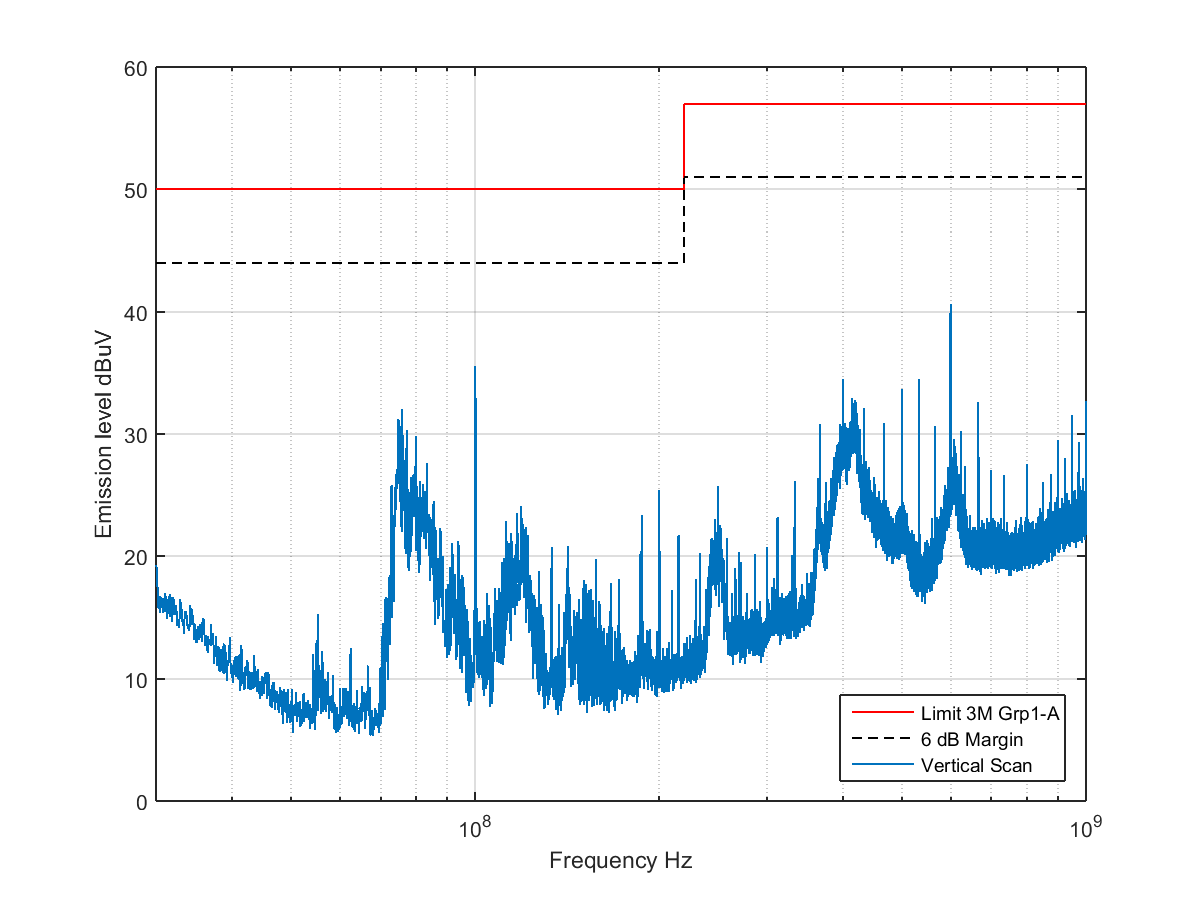 60
50
40
30
20
10
0
Emission level dBuV
10^8
10^9
Frequency Hz
Limit 3M Grp1-A
6 dB Margin
Vertical Scan